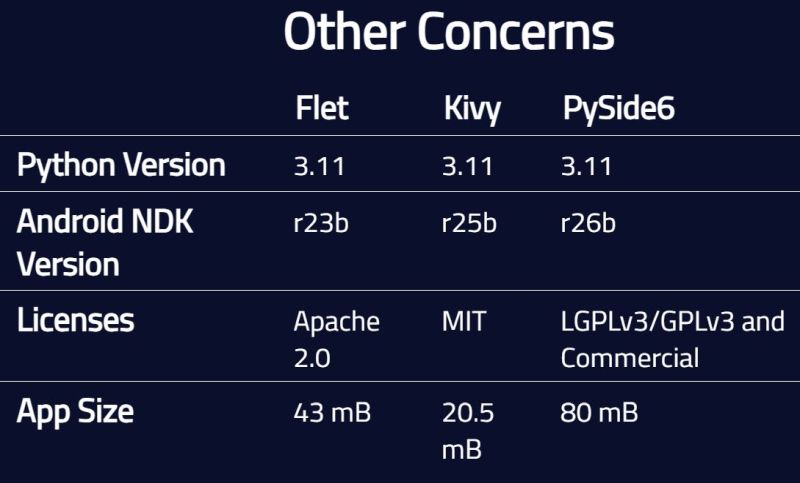 Other Concerns
Flet Kivy PySide6
Python Version 3.11 3.11 3.11
Android NDK r23b r25b r26b
Version
Licenses Apache MIT LGPLv3/GPLv3 and
2.0 Commercial
App Size 43 mB 20.5 80 mB
mB